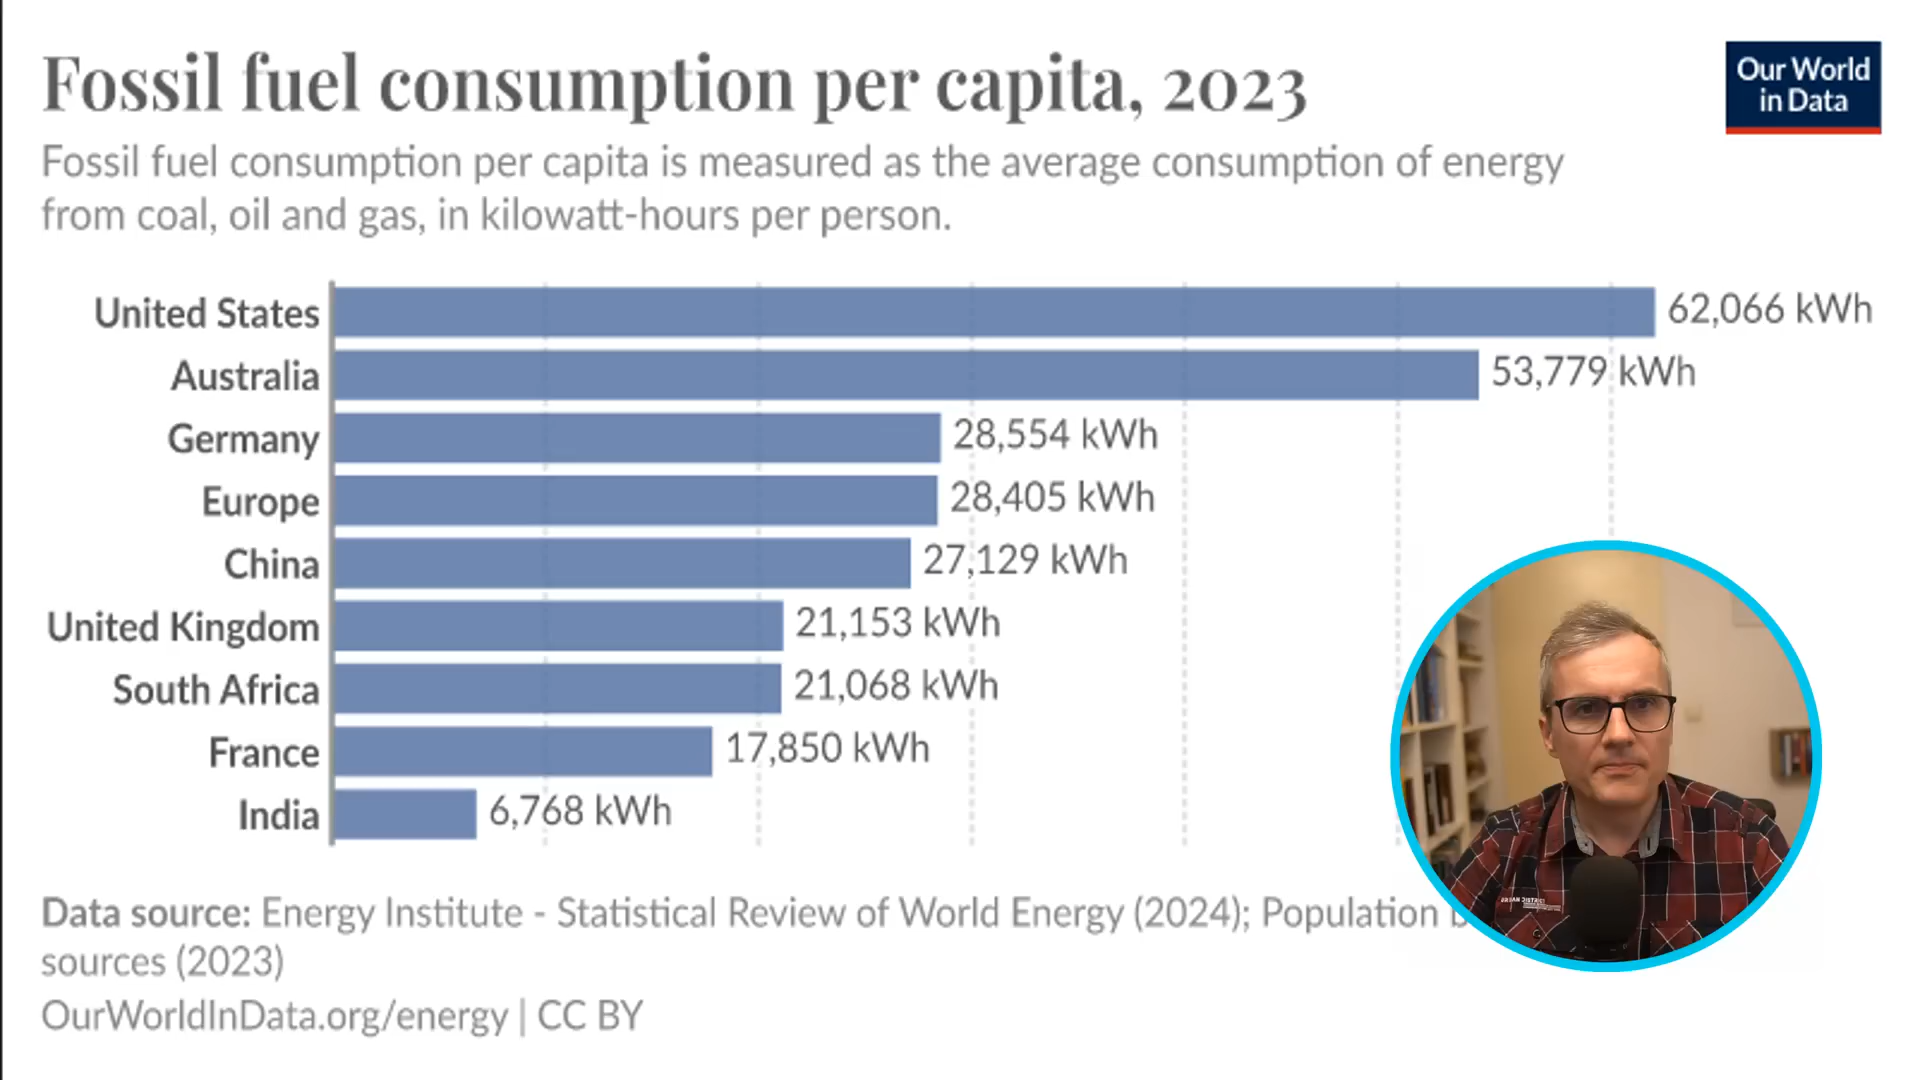 Fossil fuel consumption per capita, 2023
Our World
in Data
Fossil fuel consumption per capita is measured as the average consumption of energy
from coal, oil and gas, in kilowatt-hours per person.
United States 62,066 kWh
Australia 53,779 kWh
Germany 28,554 kWh
Europe 28,405 kWh
China 27,129 kWh
United Kingdom 21,153 kWh
South Africa 21,068 kWh
France 17,850 kWh
India 6,768 kWh
Data source: Energy Institute - Statistical Review of World Energy (2024); Population
sources (2023)
OurWorldInData.org/energy | CC BY